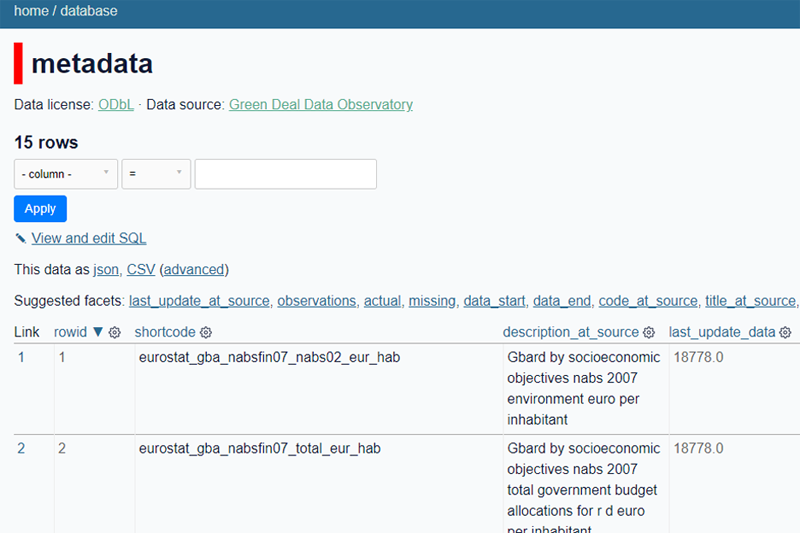 home / database
metadata
Data license: ODbL · Data source: Green Deal Data Observatory
15 rows
- column - =
Apply
View and edit SQL
This data as json, CSV (advanced)
Suggested facets: last_update_at_source, observations, actual, missing, data_start, data_end, code_at_source, title_at_source,
Link rowid ▼ shortcode description_at_source last_update_data
1 1 eurostat_gba_nabsfin07_nabs02_eur_hab Gbard by socioeconomic 18778.0
objectives nabs 2007
environment euro per
inhabitant
2 2 eurostat_gba_nabsfin07_total_eur_hab Gbard by socioeconomic 18778.0
objectives nabs 2007
total government budget
allocations for r d euro
per inhabitant